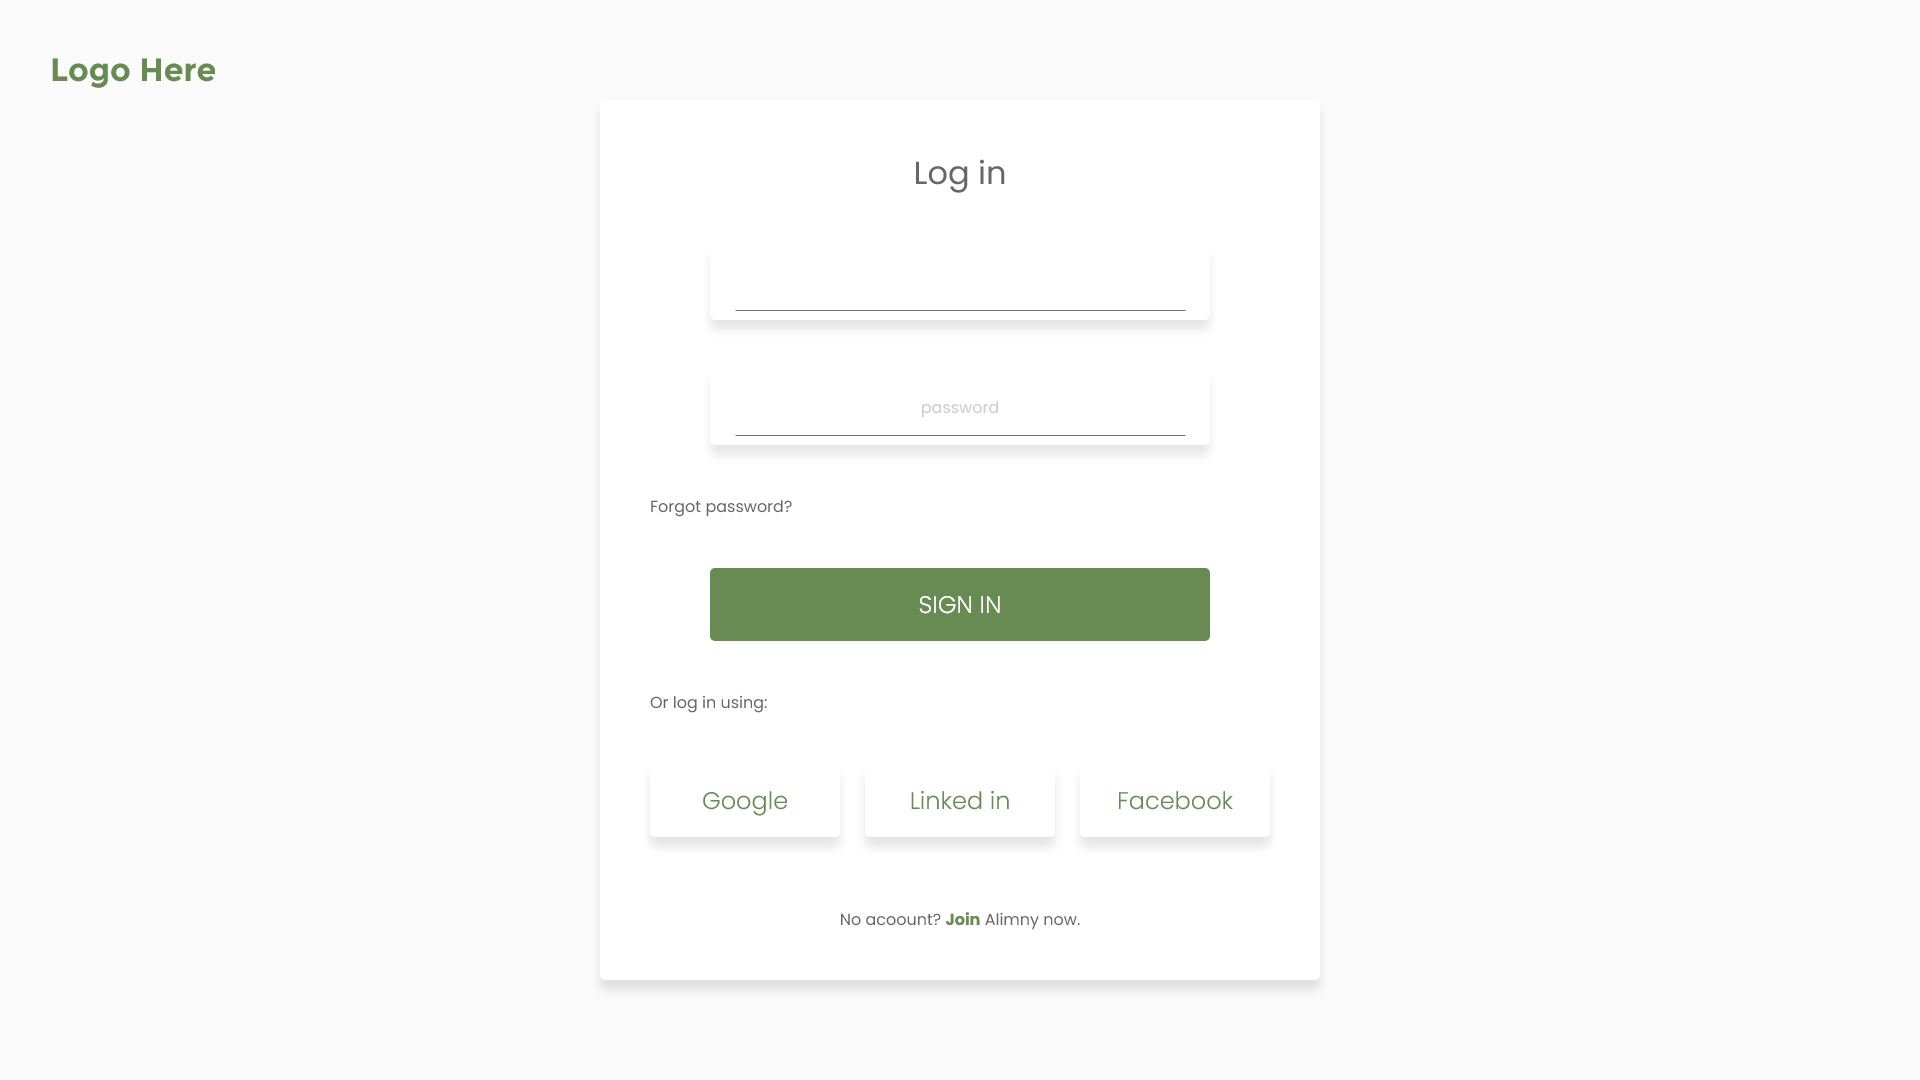 Logo Here
Log in
password
Forgot password?
SIGN IN
Or log in using:
Google
Linked in
Facebook
No acoount? Join Alimny now.